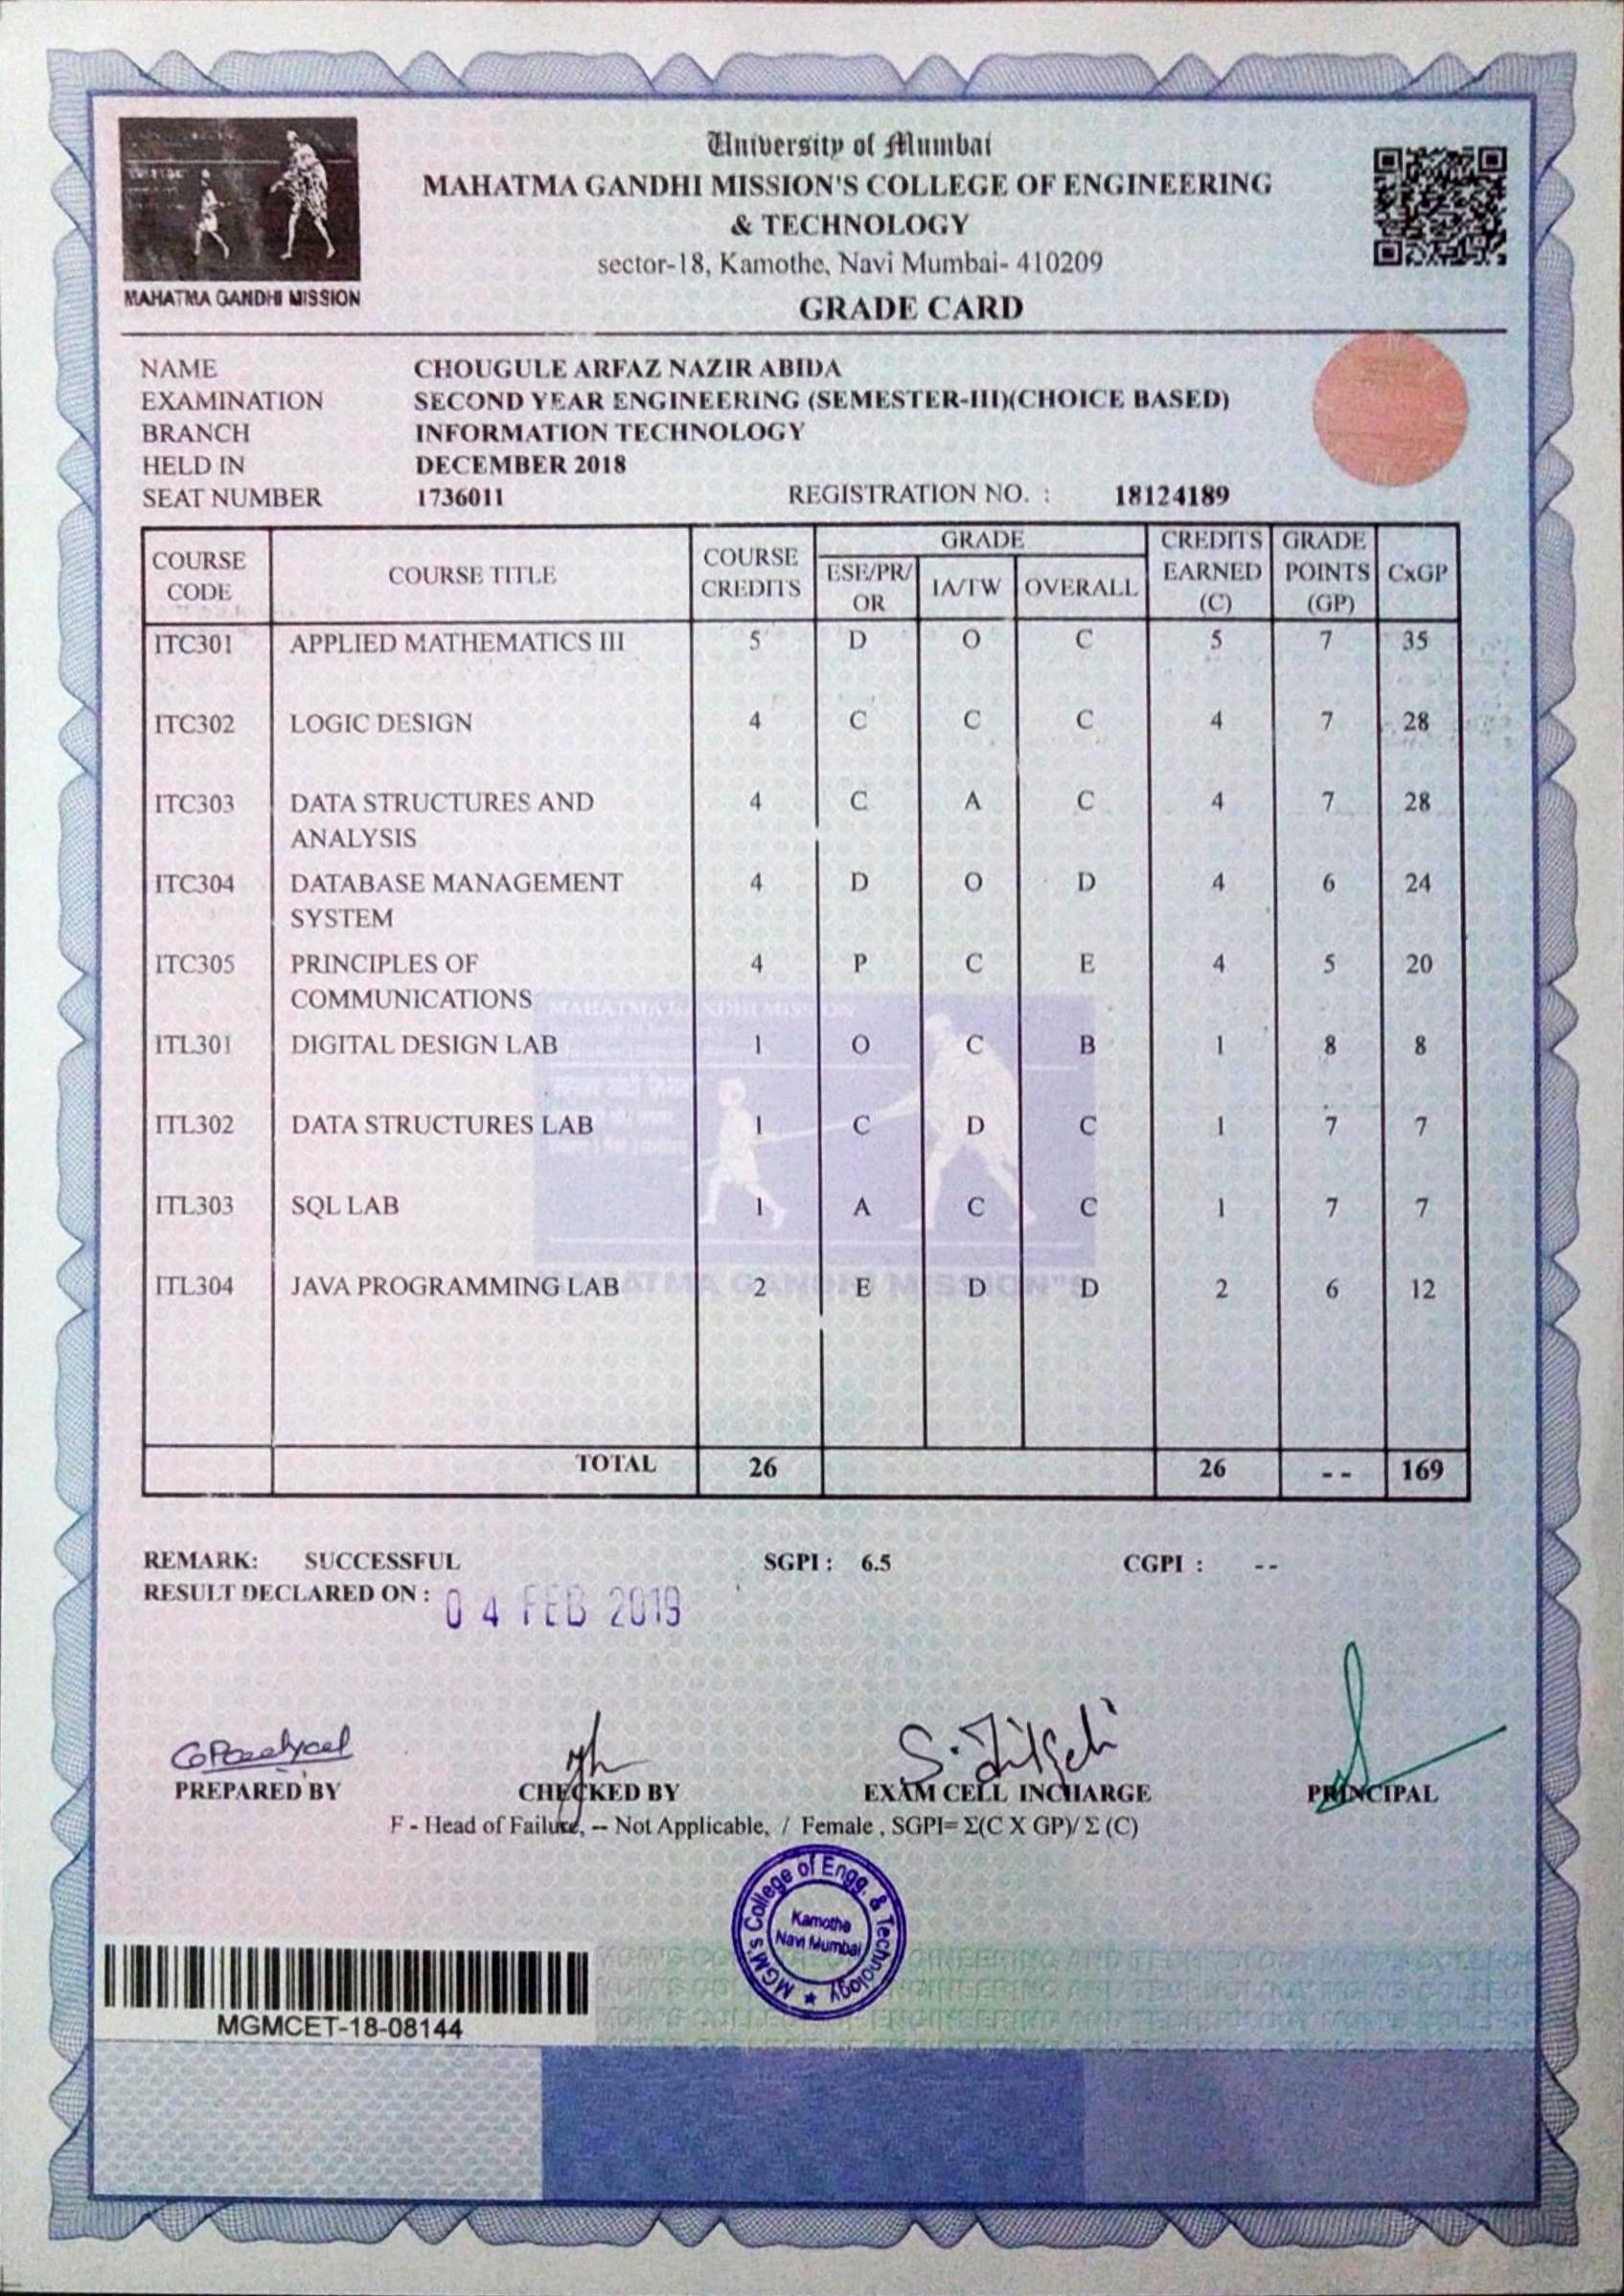 University of Mumbai
MAHATMA GANDHI MISSION'S COLLEGE OF ENGINEERING
& TECHNOLOGY
sector-18, Kamothe, Navi Mumbai- 410209
MAHATMA GANDHI MISSION
GRADE CARD
NAME CHOUGULE ARFAZ NAZIR ABIDA
EXAMINATION SECOND YEAR ENGINEERING (SEMESTER-III)(CHOICE BASED)
BRANCH INFORMATION TECHNOLOGY
HELD IN DECEMBER 2018
SEAT NUMBER 1736011 REGISTRATION NO. : 18124189
COURSE CODE COURSE TITLE COURSE CREDITS GRADE ESE/PR/OR IA/TW OVERALL CREDITS EARNED (C) GRADE POINTS (GP) CxGP
ITC301 APPLIED MATHEMATICS III 5 D O C 5 7 35
ITC302 LOGIC DESIGN 4 C C C 4 7 28
ITC303 DATA STRUCTURES AND 4 C A C 4 7 28
ANALYSIS
ITC304 DATABASE MANAGEMENT 4 D O D 4 6 24
SYSTEM
ITC305 PRINCIPLES OF 4 P C E 4 5 20
COMMUNICATIONS
MAHATMA GANDHI MISSION
ITL301 DIGITAL DESIGN LAB 1 O C B 1 8 8
ITL302 DATA STRUCTURES LAB 1 C D C 1 7 7
ITL303 SQL LAB 1 A C C 1 7 7
ITL304 JAVA PROGRAMMING LAB 2 E D D 2 6 12
MAHATMA GANDHI MISSION'S
TOTAL 26 26 -- 169
REMARK: SUCCESSFUL SGPI : 6.5 CGPI : --
RESULT DECLARED ON : 04 FEB 2019
PREPARED BY CHECKED BY EXAM CELL INCHARGE PRINCIPAL
F - Head of Failure, -- Not Applicable, / Female , SGPI= Σ(C X GP)/ Σ (C)
MGM's College of Engg. & Technology
Kamothe
Navi Mumbai
MGMCET-18-08144